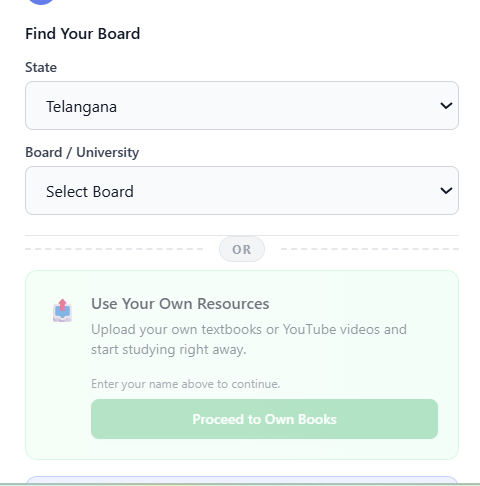 Find Your Board
State
Telangana
Board / University
Select Board
OR
Use Your Own Resources
Upload your own textbooks or YouTube videos and
start studying right away.
Enter your name above to continue.
Proceed to Own Books